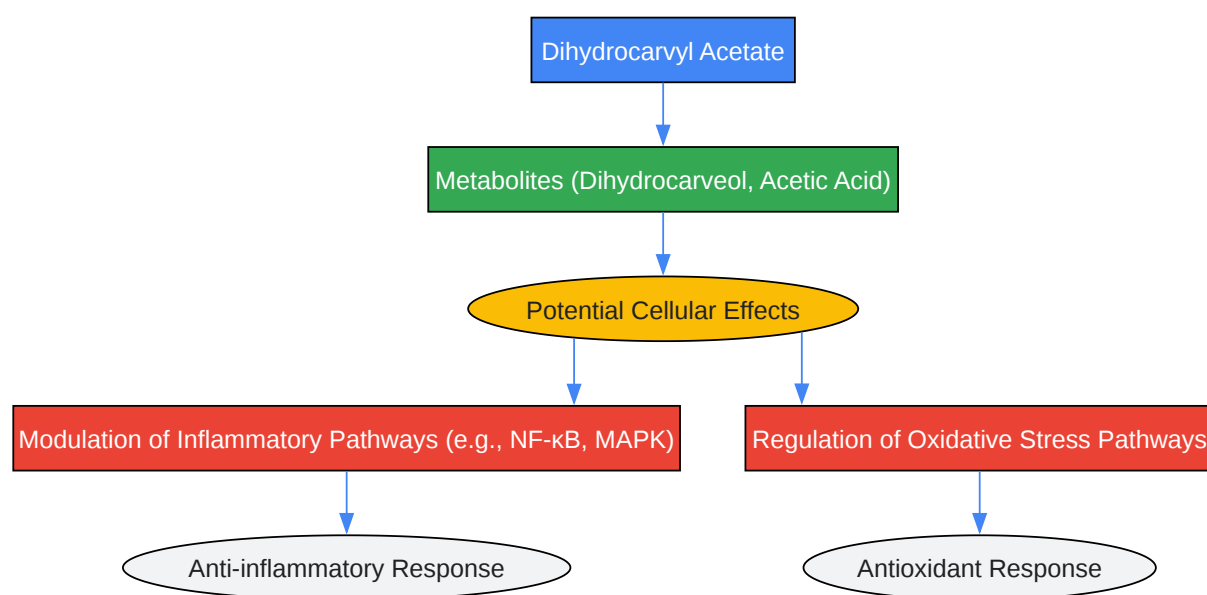 Dihydrocarvyl Acetate
Metabolites (Dihydrocarveol, Acetic Acid)
Potential Cellular Effects
Modulation of Inflammatory Pathways (e.g., NF-κB, MAPK)
Regulation of Oxidative Stress Pathways
Anti-inflammatory Response
Antioxidant Response